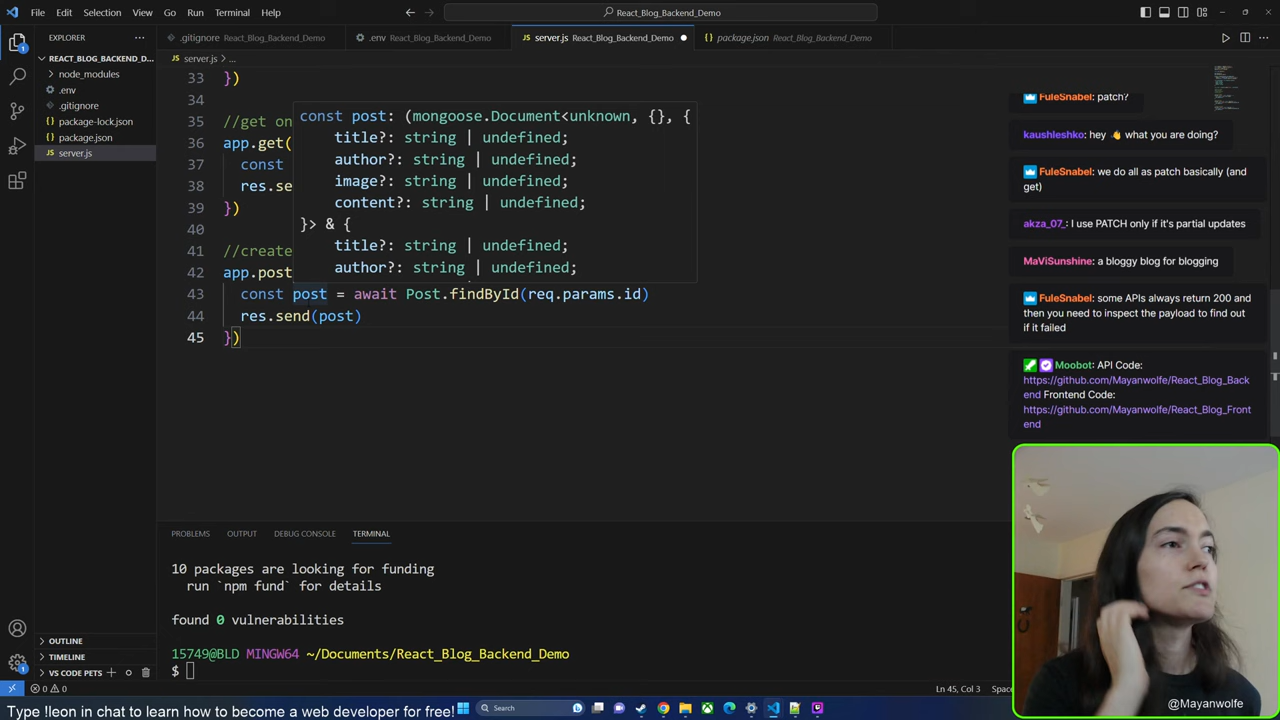 File Edit Selection View Go Run Terminal Help
React_Blog_Backend_Demo
EXPLORER
.gitignore React_Blog_Backend_Demo
.env React_Blog_Backend_Demo
JS server.js React_Blog_Backend_Demo
{} package.json React_Blog_Backend_Demo
REACT_BLOG_BACKEND_D...
node_modules
.env
.gitignore
{} package-lock.json
{} package.json
JS server.js
JS server.js > ...
33 })
34
35 //get on
36 app.get(
37 const
38 res.se
39 })
40
41 //create
42 app.post
43 const post = await Post.findById(req.params.id)
44 res.send(post)
45 })
const post: (mongoose.Document<unknown, {}, {
title?: string | undefined;
author?: string | undefined;
image?: string | undefined;
content?: string | undefined;
}> & {
title?: string | undefined;
author?: string | undefined;
FuleSnabel: patch?
kaushleshko: hey 👋 what you are doing?
FuleSnabel: we do all as patch basically (and
get)
akza_07_: I use PATCH only if it's partial updates
MaViSunshine: a bloggy blog for blogging
FuleSnabel: some APIs always return 200 and
then you need to inspect the payload to find out
if it failed
Moobot: API Code:
https://github.com/Mayanwolfe/React_Blog_Back
end Frontend Code:
https://github.com/Mayanwolfe/React_Blog_Front
end
PROBLEMS OUTPUT DEBUG CONSOLE TERMINAL
10 packages are looking for funding
run `npm fund` for details
found 0 vulnerabilities
15749@BLD MINGW64 ~/Documents/React_Blog_Backend_Demo
$
OUTLINE
TIMELINE
VS CODE PETS
0 0
Ln 45, Col 3 Spac
@Mayanwolfe
Type !leon in chat to learn how to become a web developer for free!
Search